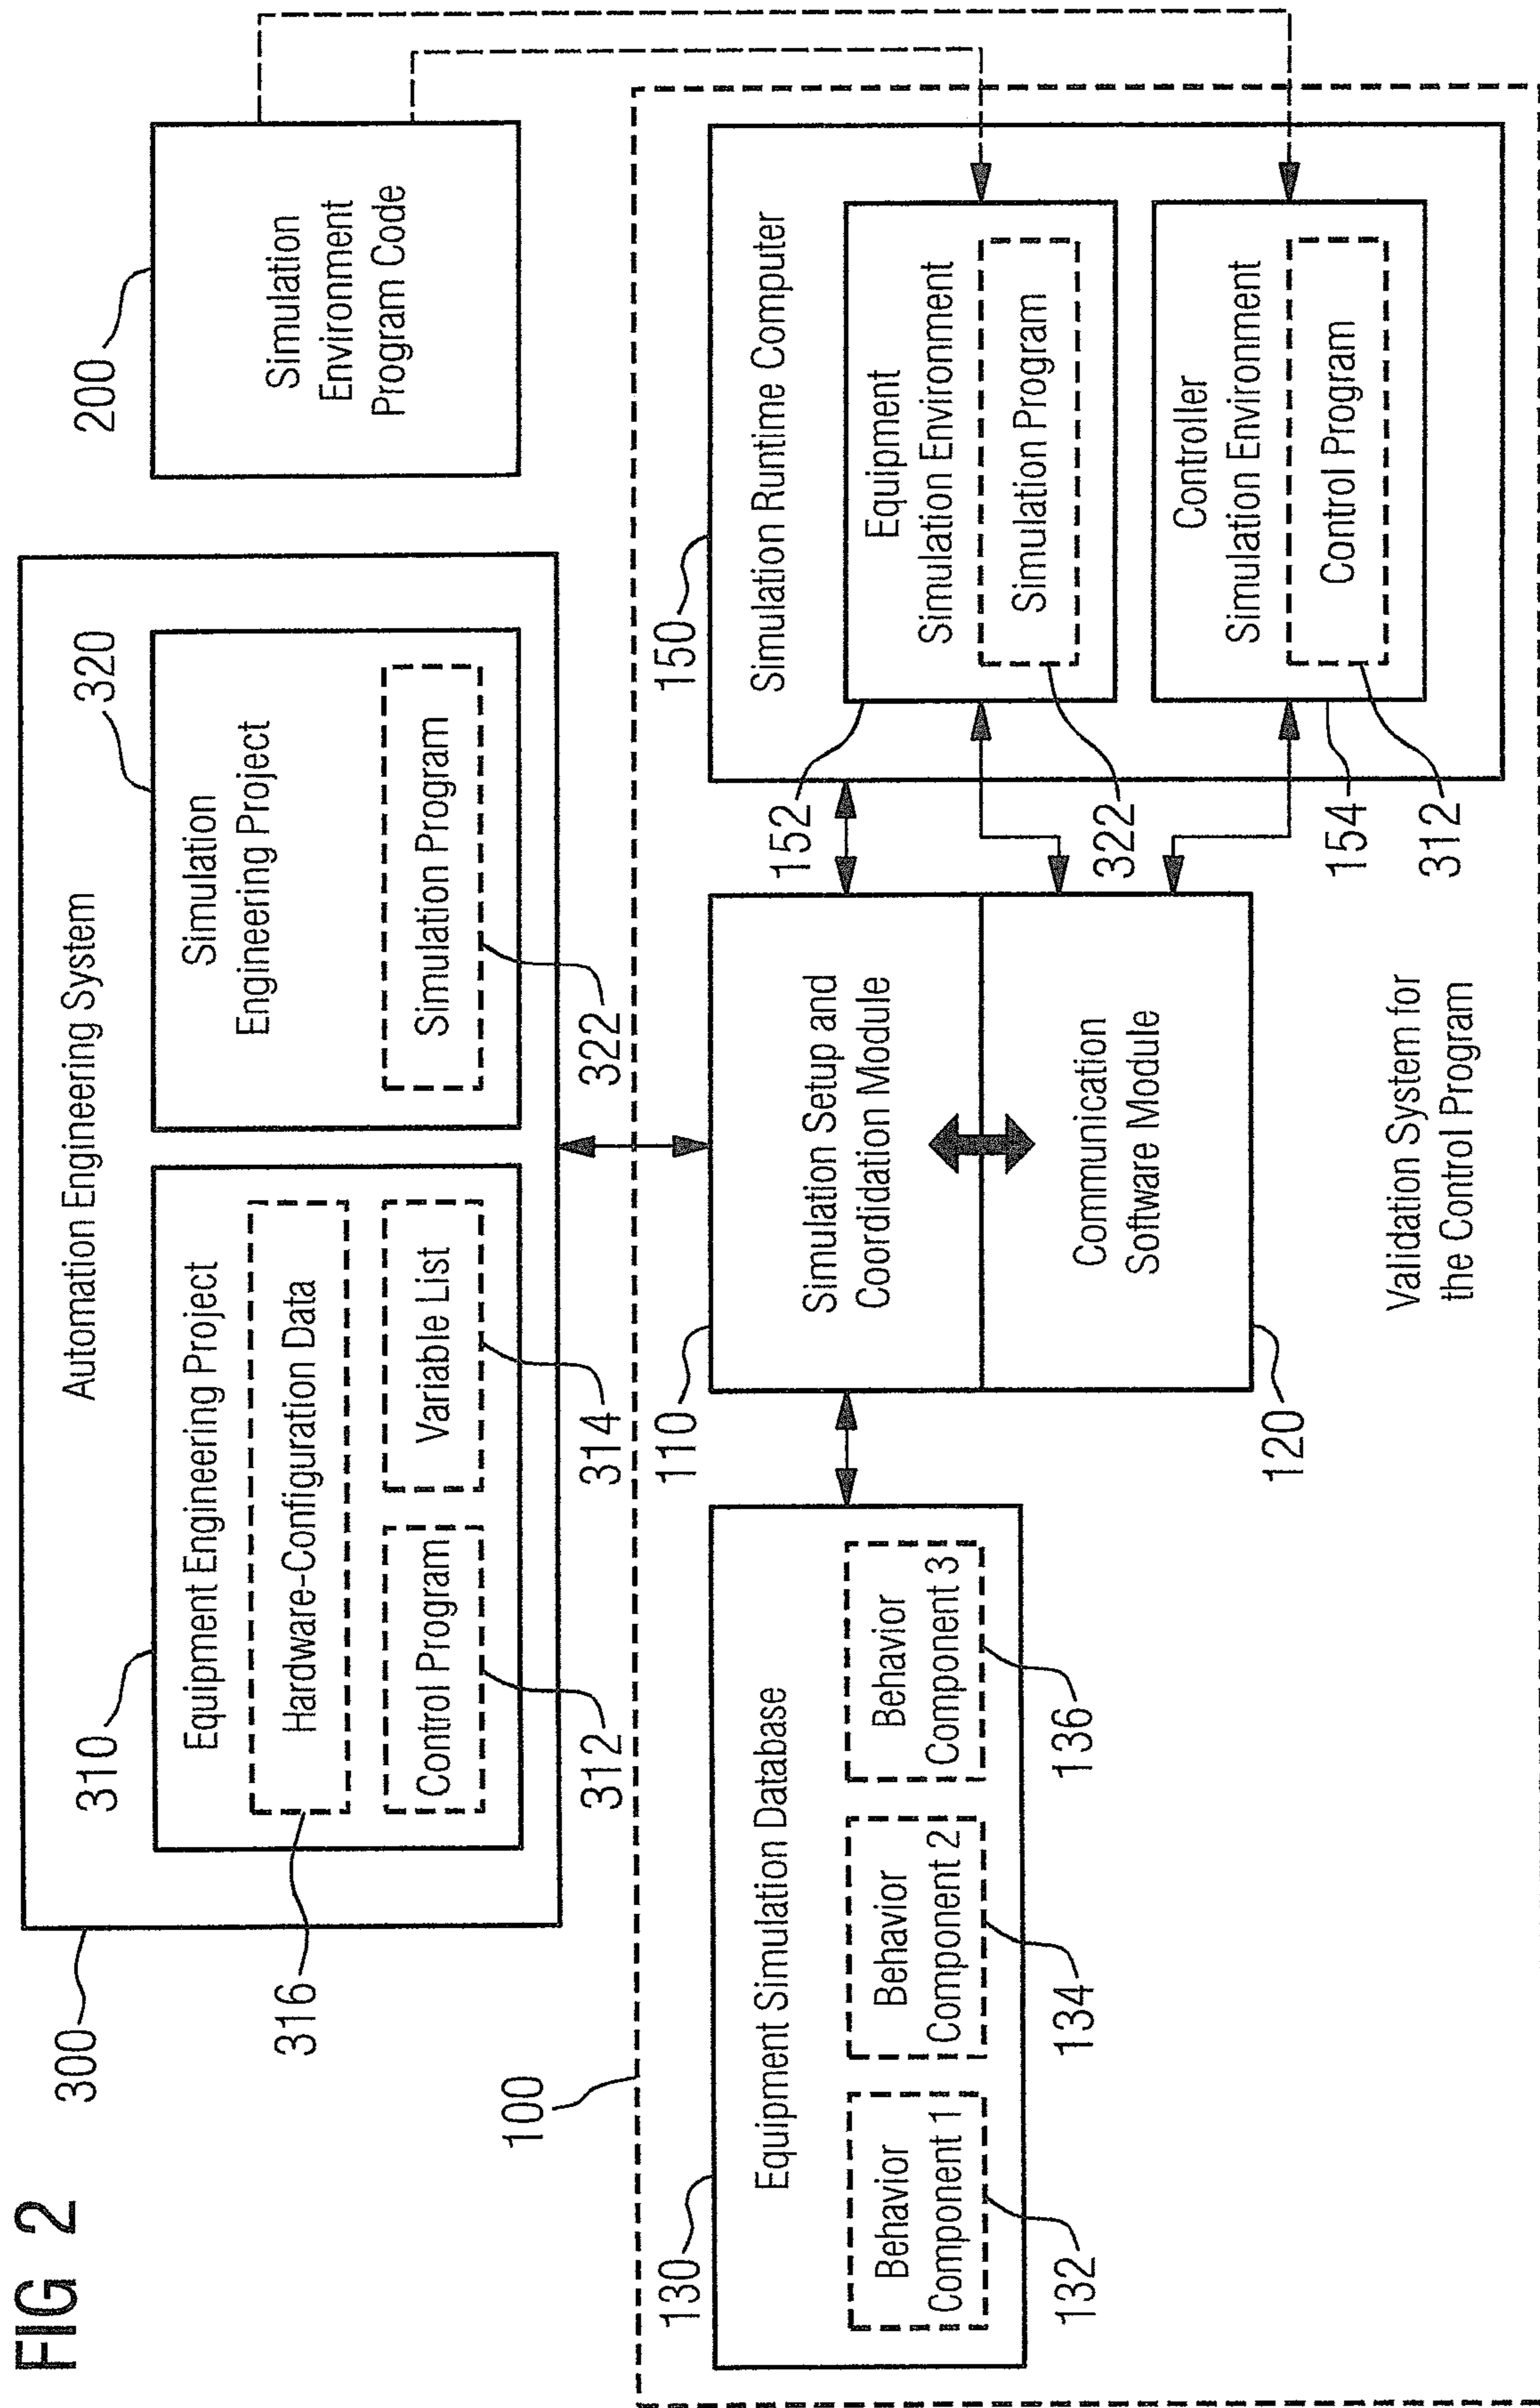 FIG 2
300
Automation Engineering System
310
Equipment Engineering Project
316
Hardware-Configuration Data
Control Program
312
Variable List
314
320
Simulation
Engineering Project
Simulation Program
322
200
Simulation
Environment
Program Code
100
130
Equipment Simulation Database
Behavior
Component 1
132
Behavior
Component 2
134
Behavior
Component 3
136
110
Simulation Setup and
Coordidation Module
Communication
Software Module
120
150
Simulation Runtime Computer
152
Equipment
Simulation Environment
Simulation Program
322
154
Controller
Simulation Environment
Control Program
312
Validation System for
the Control Program